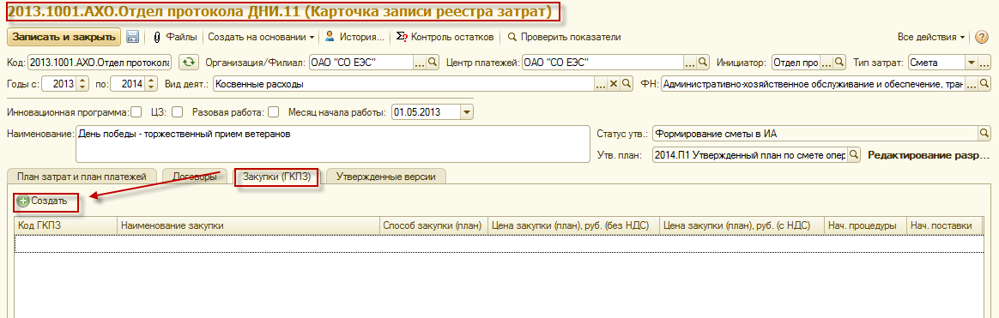 2013.1001.АХО.Отдел протокола ДНИ.11 (Карточка записи реестра затрат)
Записать и закрыть Файлы Создать на основании История... Контроль остатков Проверить показатели Все действия
Код: 2013.1001.АХО.Отдел протокола Организация/Филиал: ОАО "СО ЕЭС" ... Центр платежей: ОАО "СО ЕЭС" ... Инициатор: Отдел про ... Тип затрат: Смета ...
Годы с: 2013 по: 2014 Вид деят.: Косвенные расходы ... ФН: Административно-хозяйственное обслуживание и обеспечение, тран ...
Инновационная программа: ЦЗ: Разовая работа: Месяц начала работы: 01.05.2013
Наименование: День победы - торжественный прием ветеранов Статус утв.: Формирование сметы в ИА
Утв. план: 2014.П1 Утвержденный план по смете опер Редактирование разр...
План затрат и план платежей Договоры Закупки (ГКПЗ) Утвержденные версии
Создать
Код ГКПЗ Наименование закупки Способ закупки (план) Цена закупки (план), руб. (без НДС) Цена закупки (план), руб. (с НДС) Нач. процедуры Нач. поставки